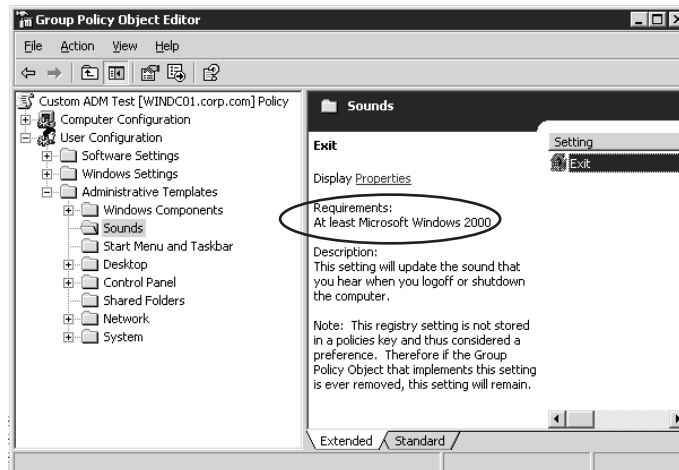 Group Policy Object Editor
File Action View Help
Custom ADM Test [WINDC01.corp.com] Policy
Computer Configuration
User Configuration
Software Settings
Windows Settings
Administrative Templates
Windows Components
Sounds
Start Menu and Taskbar
Desktop
Control Panel
Shared Folders
Network
System
Sounds
Exit
Display Properties
Requirements:
At least Microsoft Windows 2000
Description:
This setting will update the sound that
you hear when you logoff or shutdown
the computer.
Note: This registry setting is not stored
in a policies key and thus considered a
preference. Therefore if the Group
Policy Object that implements this setting
is ever removed, this setting will remain.
Setting
Exit
Extended Standard